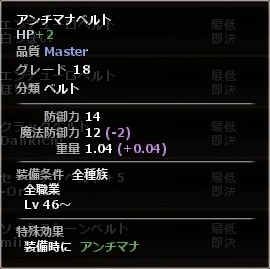 アンチマナベルト
HP+2
品質 Master
グレード 18
分類 ベルト
防御力 14
魔法防御力 12 (-2)
重量 1.04 (+0.04)
装備条件 全種族
全職業
Lv 46～
特殊効果
装備時に アンチマナ